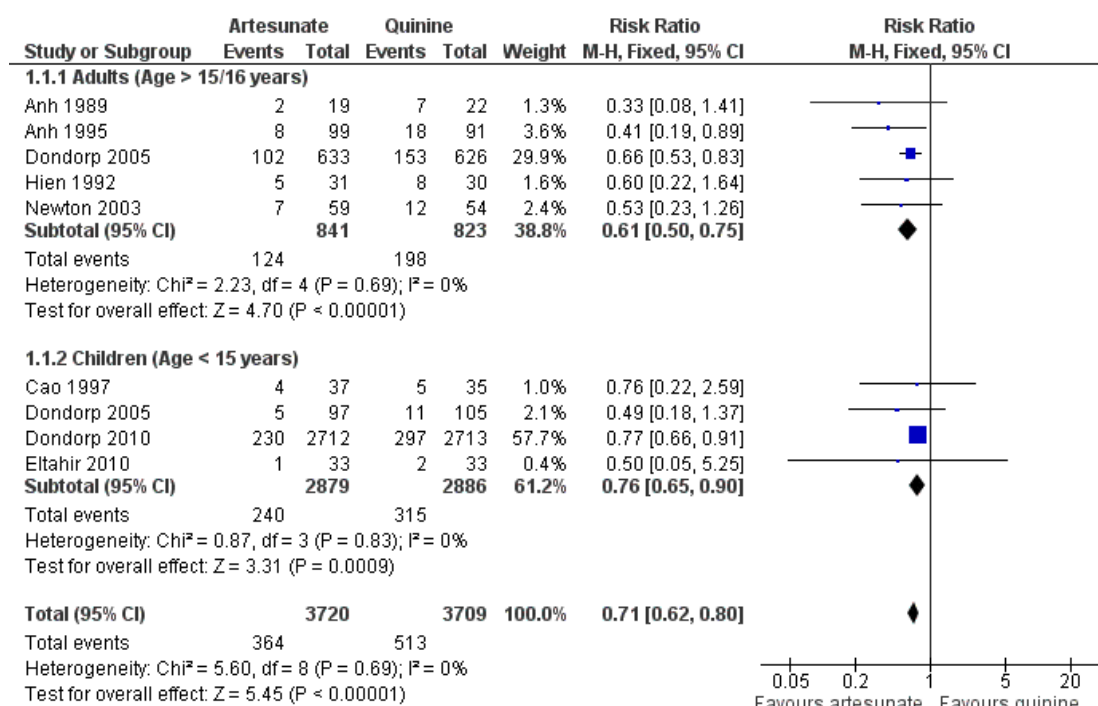 Artesunate Quinine Risk Ratio Risk Ratio
Study or Subgroup Events Total Events Total Weight M-H, Fixed, 95% CI M-H, Fixed, 95% CI
1.1.1 Adults (Age > 15/16 years)
Anh 1989 2 19 7 22 1.3% 0.33 [0.08, 1.41]
Anh 1995 8 99 18 91 3.6% 0.41 [0.19, 0.89]
Dondorp 2005 102 633 153 626 29.9% 0.66 [0.53, 0.83]
Hien 1992 5 31 8 30 1.6% 0.60 [0.22, 1.64]
Newton 2003 7 59 12 54 2.4% 0.53 [0.23, 1.26]
Subtotal (95% CI) 841 823 38.8% 0.61 [0.50, 0.75]
Total events 124 198
Heterogeneity: Chi² = 2.23, df = 4 (P = 0.69); I² = 0%
Test for overall effect: Z = 4.70 (P < 0.00001)
1.1.2 Children (Age < 15 years)
Cao 1997 4 37 5 35 1.0% 0.76 [0.22, 2.59]
Dondorp 2005 5 97 11 105 2.1% 0.49 [0.18, 1.37]
Dondorp 2010 230 2712 297 2713 57.7% 0.77 [0.66, 0.91]
Eltahir 2010 1 33 2 33 0.4% 0.50 [0.05, 5.25]
Subtotal (95% CI) 2879 2886 61.2% 0.76 [0.65, 0.90]
Total events 240 315
Heterogeneity: Chi² = 0.87, df = 3 (P = 0.83); I² = 0%
Test for overall effect: Z = 3.31 (P = 0.0009)
Total (95% CI) 3720 3709 100.0% 0.71 [0.62, 0.80]
Total events 364 513
Heterogeneity: Chi² = 5.60, df = 8 (P = 0.69); I² = 0%
Test for overall effect: Z = 5.45 (P < 0.00001)
0.05 0.2 1 5 20
Favours artesunate Favours quinine